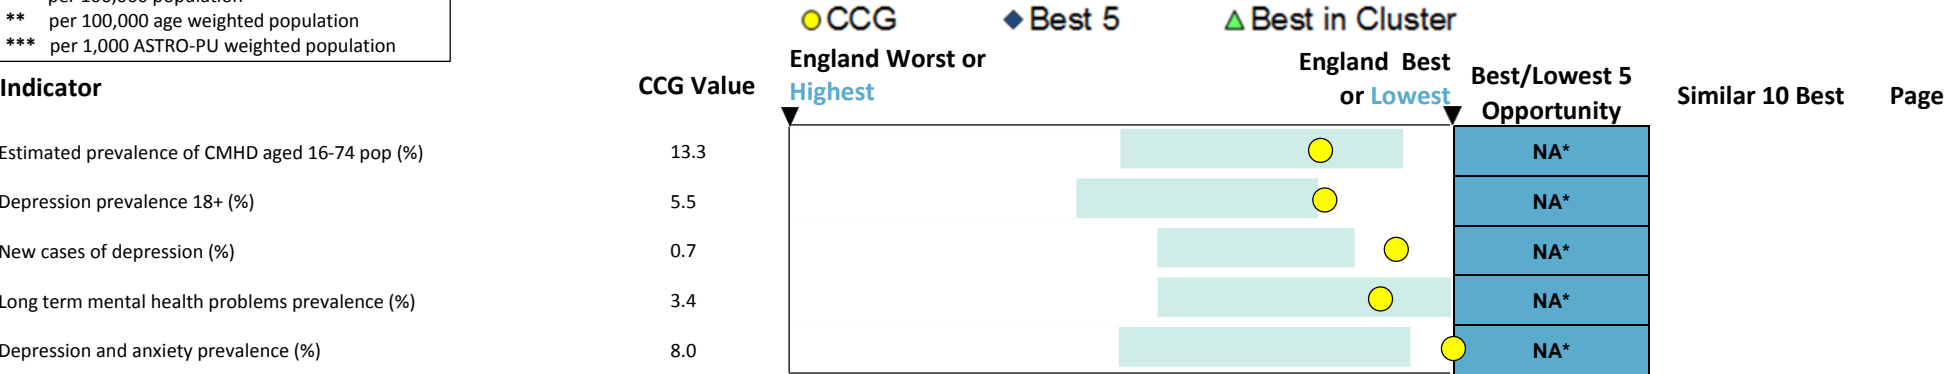 per 100,000 population
** per 100,000 age weighted population
*** per 1,000 ASTRO-PU weighted population
CCG Best 5 Best in Cluster
Indicator CCG Value England Worst or Highest England Best or Lowest Best/Lowest 5 Opportunity Similar 10 Best Page
Estimated prevalence of CMHD aged 16-74 pop (%) 13.3 NA*
Depression prevalence 18+ (%) 5.5 NA*
New cases of depression (%) 0.7 NA*
Long term mental health problems prevalence (%) 3.4 NA*
Depression and anxiety prevalence (%) 8.0 NA*